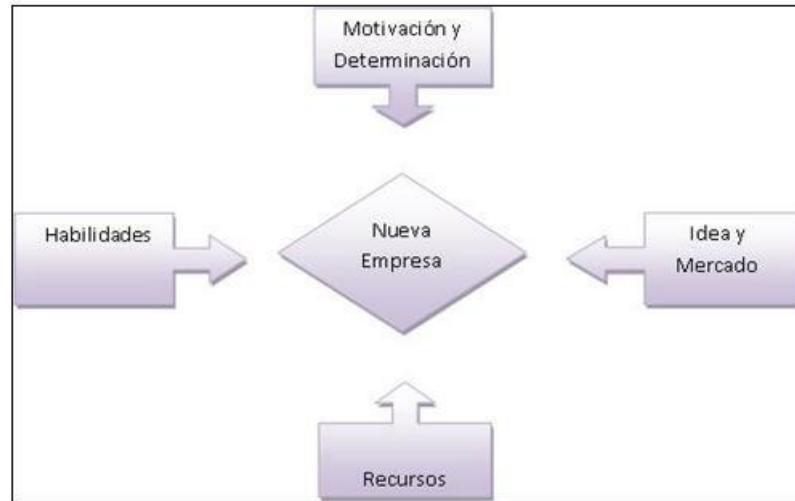 Motivación y
Determinación
Habilidades
Nueva
Empresa
Idea y
Mercado
Recursos